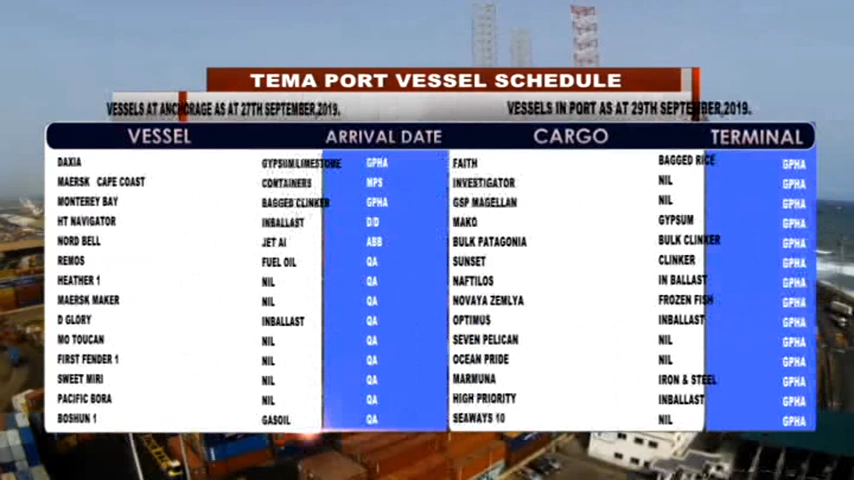 TEMA PORT VESSEL SCHEDULE
VESSELS AT ANCHORAGE AS AT 27TH SEPTEMBER,2019. VESSELS IN PORT AS AT 29TH SEPTEMBER,2019.
VESSEL ARRIVAL DATE CARGO TERMINAL
DAXIA GYPSUM/LIMESTONE GPHA FAITH BAGGED RICE GPHA
MAERSK CAPE COAST CONTAINERS MPS INVESTIGATOR NIL GPHA
MONTEREY BAY BAGGED CLINKER GPHA GSP MAGELLAN NIL GPHA
HT NAVIGATOR INBALLAST D/D MAKO GYPSUM GPHA
NORD BELL JET AI ABB BULK PATAGONIA BULK CLINKER GPHA
REMOS FUEL OIL QA SUNSET CLINKER GPHA
HEATHER 1 NIL QA NAFTILOS IN BALLAST GPHA
MAERSK MAKER NIL QA NOVAYA ZEMLYA FROZEN FISH GPHA
D GLORY INBALLAST QA OPTIMUS INBALLAST GPHA
MO TOUCAN NIL QA SEVEN PELICAN NIL GPHA
FIRST FENDER 1 NIL QA OCEAN PRIDE NIL GPHA
SWEET MIRI NIL QA MARMUNA IRON & STEEL GPHA
PACIFIC BORA NIL QA HIGH PRIORITY INBALLAST GPHA
BOSHUN 1 GASOIL QA SEAWAYS 10 NIL GPHA